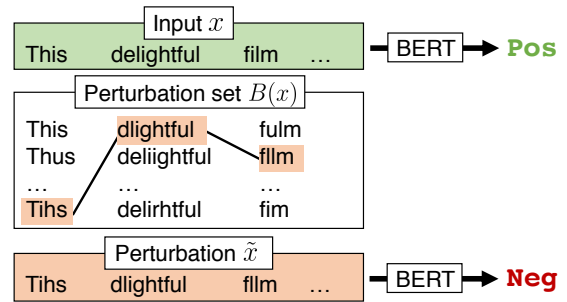 Input x
This delightful film … BERT Pos
Perturbation set B(x)
This dlightful fulm
Thus deliightful fllm
… … …
Tihs delirhtful fim
Perturbation x̃
Tihs dlightful fllm … BERT Neg